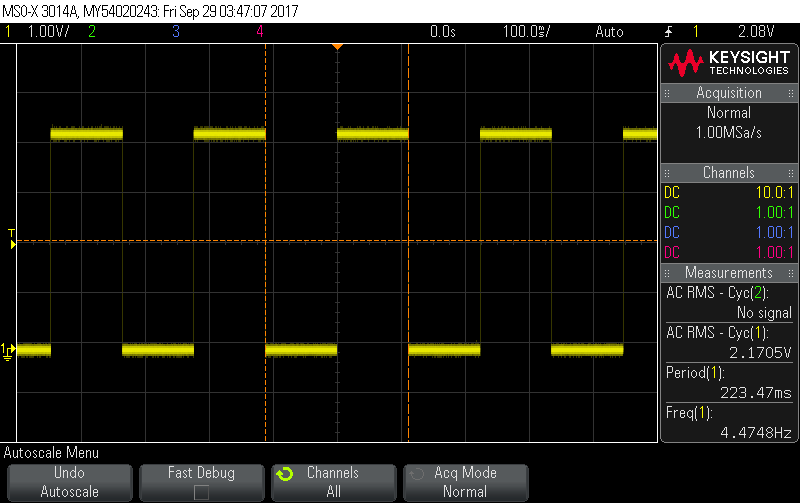 MSO-X 3014A, MY54020243: Fri Sep 29 03:47:07 2017
1 1.00V/ 2 3 4 0.0s 100.0ms/ Auto 1 2.08V
KEYSIGHT
TECHNOLOGIES
Acquisition
Normal
1.00MSa/s
Channels
DC 10.0:1
DC 1.00:1
DC 1.00:1
DC 1.00:1
Measurements
AC RMS - Cyc(2):
No signal
AC RMS - Cyc(1):
2.1705V
Period(1):
223.47ms
Freq(1):
4.4748Hz
T
1
Autoscale Menu
Undo
Autoscale
Fast Debug
Channels
All
Acq Mode
Normal